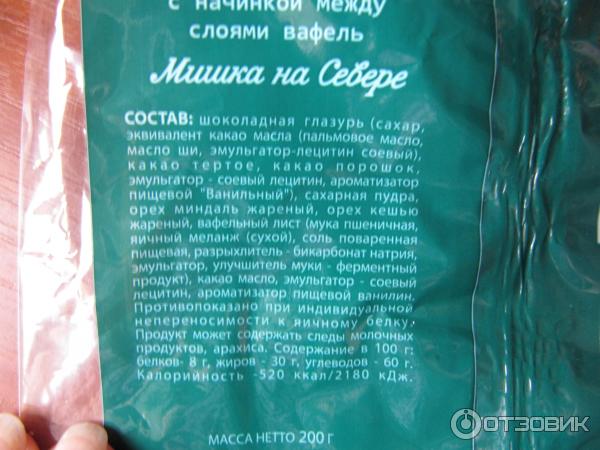 с начинкой между
слоями вафель
Мишка на Севере
СОСТАВ: шоколадная глазурь (сахар,
эквивалент какао масла (пальмовое масло,
масло ши, эмульгатор-лецитин соевый),
какао тертое, какао порошок,
эмульгатор - соевый лецитин, ароматизатор
пищевой "Ванильный"), сахарная пудра,
орех миндаль жареный, орех кешью
жареный, вафельный лист (мука пшеничная,
яичный меланж (сухой), соль поваренная
пищевая, разрыхлитель - бикарбонат натрия,
эмульгатор, улучшитель муки - ферментный
продукт), какао масло, эмульгатор - соевый
лецитин, ароматизатор пищевой ванилин.
Противопоказано при индивидуальной
непереносимости к яичному белку.
Продукт может содержать следы молочных
продуктов, арахиса. Содержание в 100 г:
белков- 8 г, жиров - 30 г, углеводов - 60 г.
Калорийность -520 ккал/2180 кДж.
МАССА НЕТТО 200 г
ОТЗОВИК